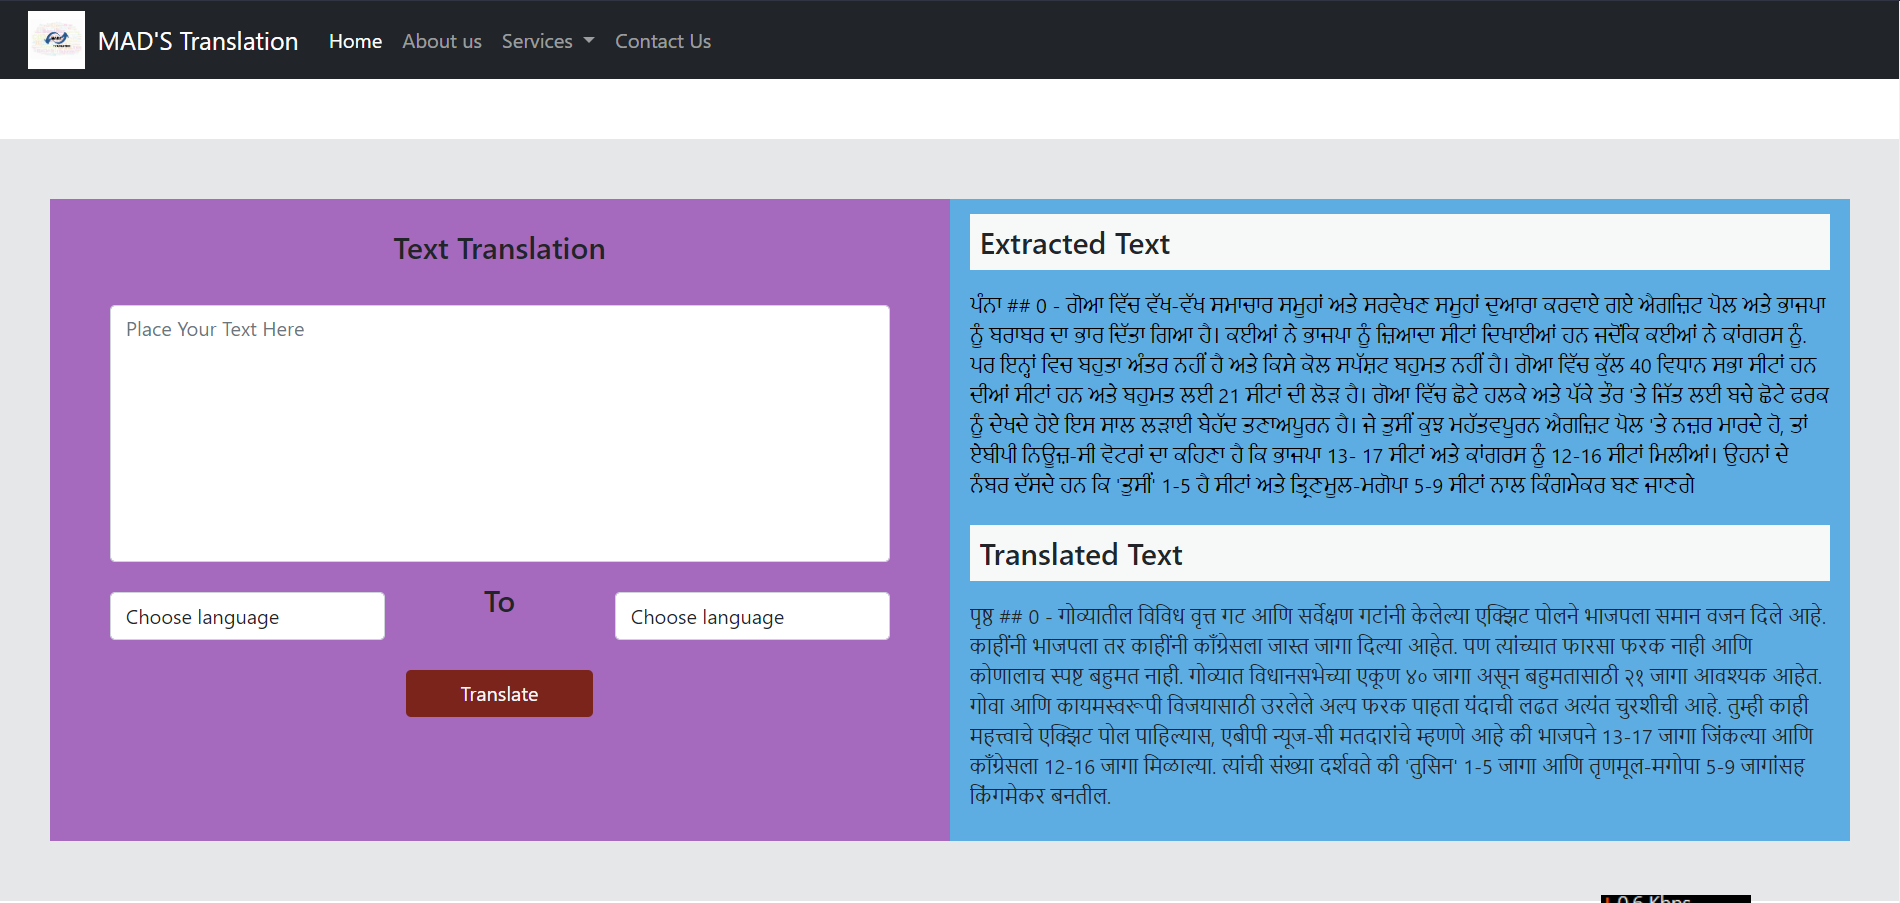 MAD'S Translation
Home
About us
Services
Contact Us
Text Translation
Place Your Text Here
Choose language
To
Choose language
Translate
Extracted Text
ਪੰਨਾ ## 0 - ਗੋਆ ਵਿੱਚ ਵੱਖ-ਵੱਖ ਸਮਾਚਾਰ ਸਮੂਹਾਂ ਅਤੇ ਸਰਵੇਖਣ ਸਮੂਹਾਂ ਦੁਆਰਾ ਕਰਵਾਏ ਗਏ ਐਗਜ਼ਿਟ ਪੋਲ ਅਤੇ ਭਾਜਪਾ
ਨੂੰ ਬਰਾਬਰ ਦਾ ਭਾਰ ਦਿੱਤਾ ਗਿਆ ਹੈ। ਕਈਆਂ ਨੇ ਭਾਜਪਾ ਨੂੰ ਜ਼ਿਆਦਾ ਸੀਟਾਂ ਦਿਖਾਈਆਂ ਹਨ ਜਦੋਂਕਿ ਕਈਆਂ ਨੇ ਕਾਂਗਰਸ ਨੂੰ.
ਪਰ ਇਨ੍ਹਾਂ ਵਿਚ ਬਹੁਤਾ ਅੰਤਰ ਨਹੀਂ ਹੈ ਅਤੇ ਕਿਸੇ ਕੋਲ ਸਪੱਸ਼ਟ ਬਹੁਮਤ ਨਹੀਂ ਹੈ। ਗੋਆ ਵਿੱਚ ਕੁੱਲ 40 ਵਿਧਾਨ ਸਭਾ ਸੀਟਾਂ ਹਨ
ਦੀਆਂ ਸੀਟਾਂ ਹਨ ਅਤੇ ਬਹੁਮਤ ਲਈ 21 ਸੀਟਾਂ ਦੀ ਲੋੜ ਹੈ। ਗੋਆ ਵਿੱਚ ਛੋਟੇ ਹਲਕੇ ਅਤੇ ਪੱਕੇ ਤੌਰ 'ਤੇ ਜਿੱਤ ਲਈ ਬਚੇ ਛੋਟੇ ਫਰਕ
ਨੂੰ ਦੇਖਦੇ ਹੋਏ ਇਸ ਸਾਲ ਲੜਾਈ ਬੇਹੱਦ ਤਣਾਅਪੂਰਨ ਹੈ। ਜੇ ਤੁਸੀਂ ਕੁਝ ਮਹੱਤਵਪੂਰਨ ਐਗਜ਼ਿਟ ਪੋਲ 'ਤੇ ਨਜ਼ਰ ਮਾਰਦੇ ਹੋ, ਤਾਂ
ਏਬੀਪੀ ਨਿਊਜ਼-ਸੀ ਵੋਟਰਾਂ ਦਾ ਕਹਿਣਾ ਹੈ ਕਿ ਭਾਜਪਾ 13- 17 ਸੀਟਾਂ ਅਤੇ ਕਾਂਗਰਸ ਨੂੰ 12-16 ਸੀਟਾਂ ਮਿਲੀਆਂ। ਉਹਨਾਂ ਦੇ
ਨੰਬਰ ਦੱਸਦੇ ਹਨ ਕਿ 'ਤੁਸੀਂ' 1-5 ਹੈ ਸੀਟਾਂ ਅਤੇ ਤ੍ਰਿਣਮੂਲ-ਮਗੋਪਾ 5-9 ਸੀਟਾਂ ਨਾਲ ਕਿੰਗਮੇਕਰ ਬਣ ਜਾਣਗੇ
Translated Text
पृष्ठ ## 0 - गोव्यातील विविध वृत्त गट आणि सर्वेक्षण गटांनी केलेल्या एक्झिट पोलने भाजपला समान वजन दिले आहे.
काहींनी भाजपला तर काहींनी काँग्रेसला जास्त जागा दिल्या आहेत. पण त्यांच्यात फारसा फरक नाही आणि
कोणालाच स्पष्ट बहुमत नाही. गोव्यात विधानसभेच्या एकूण ४० जागा असून बहुमतासाठी २१ जागा आवश्यक आहेत.
गोवा आणि कायमस्वरूपी विजयासाठी उरलेले अल्प फरक पाहता यंदाची लढत अत्यंत चुरशीची आहे. तुम्ही काही
महत्त्वाचे एक्झिट पोल पाहिल्यास, एबीपी न्यूज-सी मतदारांचे म्हणणे आहे की भाजपने 13-17 जागा जिंकल्या आणि
काँग्रेसला 12-16 जागा मिळाल्या. त्यांची संख्या दर्शवते की 'तुसिन' 1-5 जागा आणि तृणमूल-मगोपा 5-9 जागांसह
किंगमेकर बनतील.